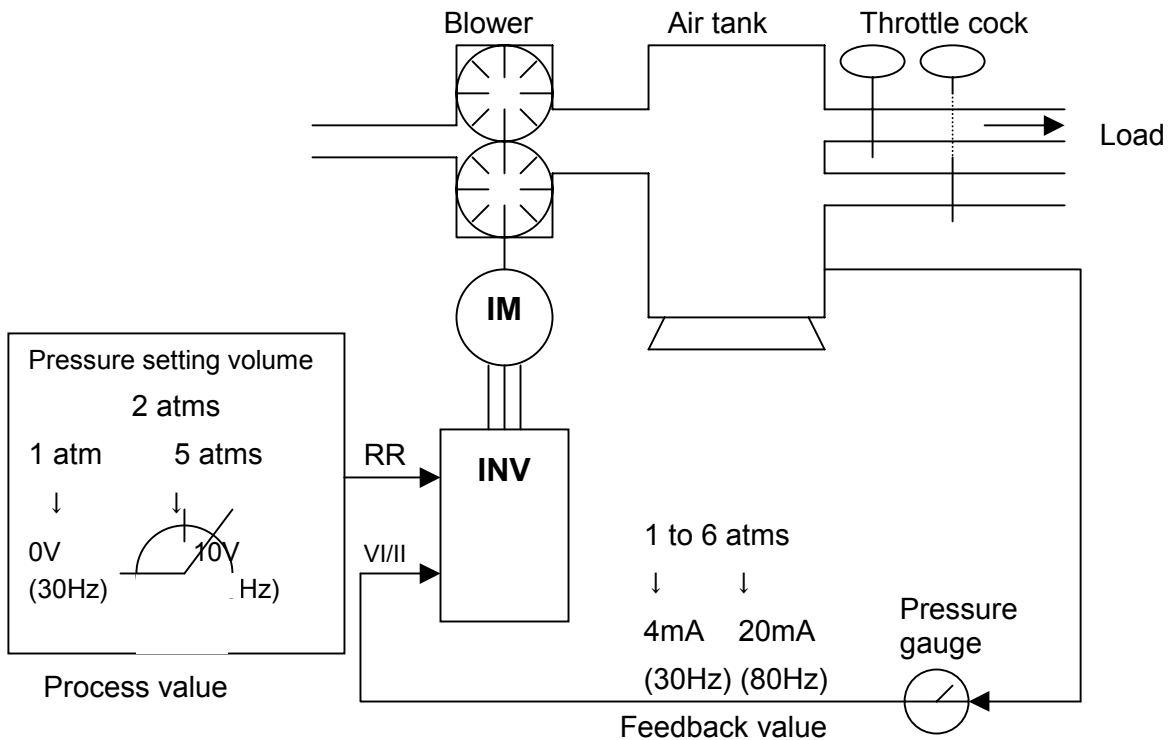 Blower
Air tank
Throttle cock
Load
IM
Pressure setting volume
2 atms
1 atm 5 atms
↓ ↓
0V 10V
(30Hz) Hz)
RR
INV
VI/II
1 to 6 atms
↓ ↓
4mA 20mA
(30Hz) (80Hz)
Pressure
gauge
Process value
Feedback value